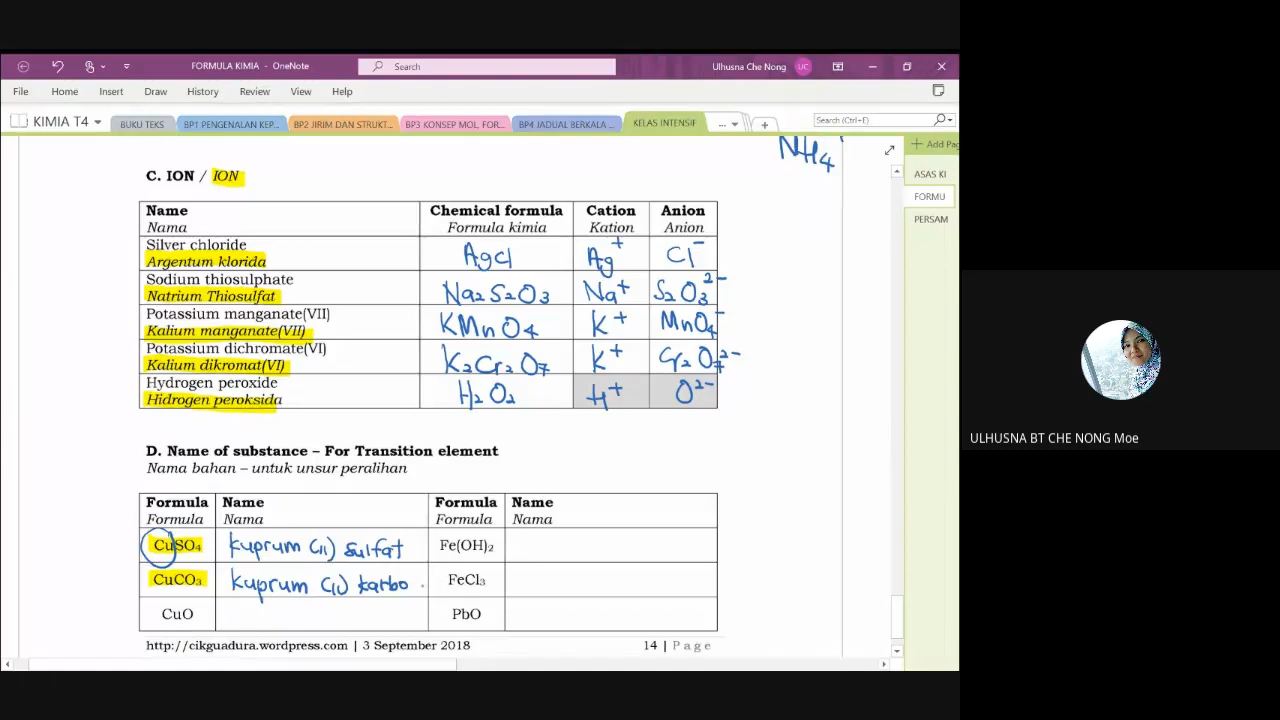 FORMULA KIMIA - OneNote
Search
Ulhusna Che Nong UC
File Home Insert Draw History Review View Help
KIMIA T4 BUKU TEKS BP1 PENGENALAN KEP... BP2 JIRIM DAN STRUKT... BP3 KONSEP MOL, FOR... BP4 JADUAL BERKALA ... KELAS INTENSIF ... + Search (Ctrl+E)
NH₄
+ Add Pag
ASAS KI
FORMU
PERSAM
C. ION / ION
Name Chemical formula Cation Anion
Nama Formula kimia Kation Anion
Silver chloride
Argentum klorida AgCl Ag⁺ Cl⁻
Sodium thiosulphate
Natrium Thiosulfat Na₂S₂O₃ Na⁺ S₂O₃²⁻
Potassium manganate(VII)
Kalium manganate(VII) KMnO₄ K⁺ MnO₄⁻
Potassium dichromate(VI)
Kalium dikromat(VI) K₂Cr₂O₇ K⁺ Cr₂O₇²⁻
Hydrogen peroxide
Hidrogen peroksida H₂O₂ H⁺ O²⁻
D. Name of substance – For Transition element
Nama bahan – untuk unsur peralihan
Formula Name Formula Name
Formula Nama Formula Nama
CuSO₄ kuprum (II) sulfat Fe(OH)₂
CuCO₃ kuprum (II) karbo FeCl₃
CuO PbO
http://cikguadura.wordpress.com | 3 September 2018 14 | Page
ULHUSNA BT CHE NONG Moe